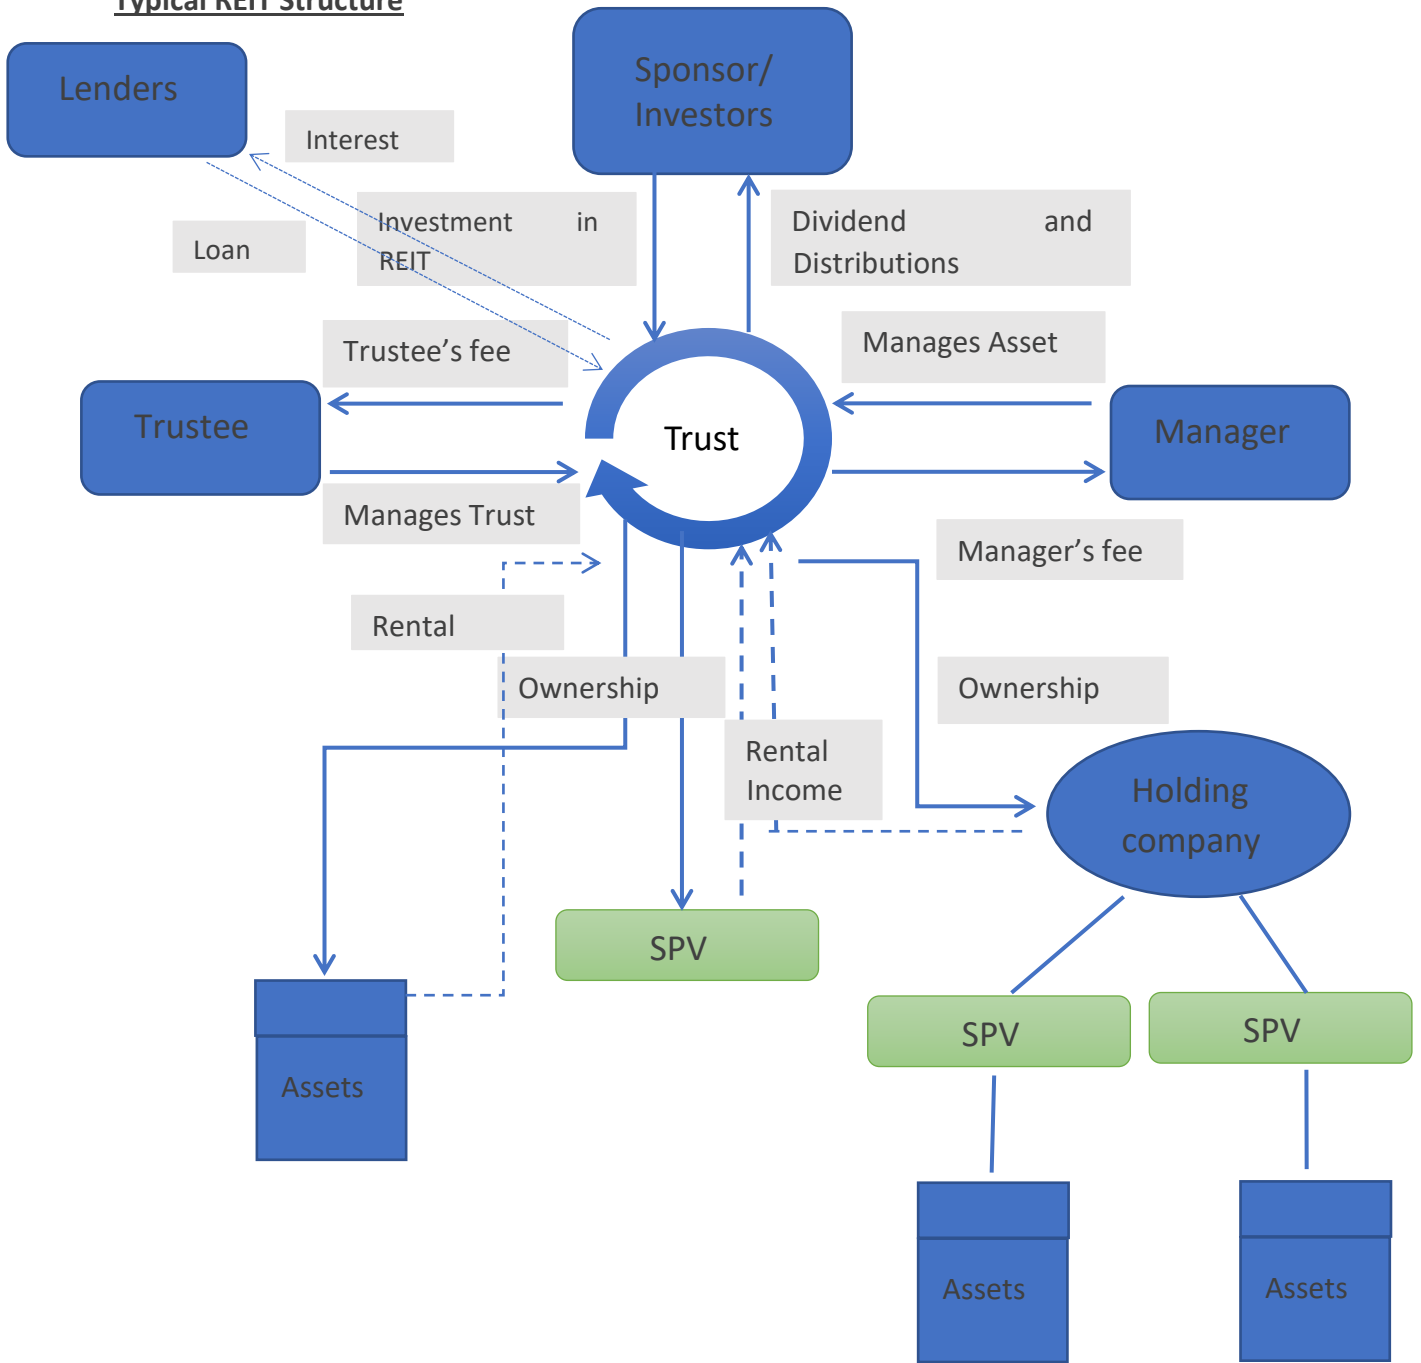 Typical REIT Structure
Lenders
Sponsor/
Investors
Interest
Loan
Investment in
REIT
Dividend and
Distributions
Trustee's fee
Manages Asset
Trustee
Trust
Manager
Manages Trust
Manager's fee
Rental
Ownership
Ownership
Rental
Income
Holding
company
SPV
SPV
SPV
Assets
Assets
Assets